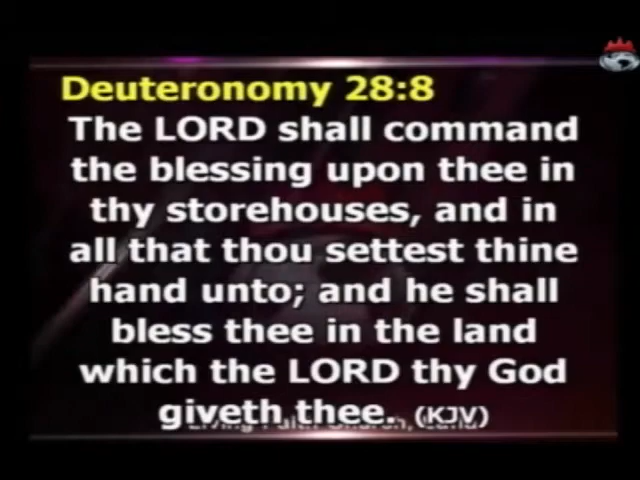 Deuteronomy 28:8
The LORD shall command
the blessing upon thee in
thy storehouses, and in
all that thou settest thine
hand unto; and he shall
bless thee in the land
which the LORD thy God
giveth thee. (KJV)